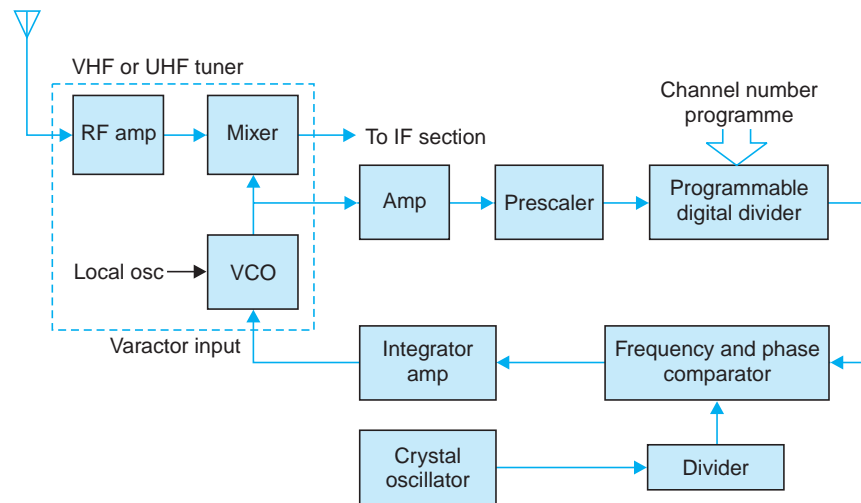 VHF or UHF tuner
Channel number
programme
RF amp
Mixer
To IF section
Amp
Prescaler
Programmable
digital divider
Local osc
VCO
Varactor input
Integrator
amp
Frequency and phase
comparator
Crystal
oscillator
Divider